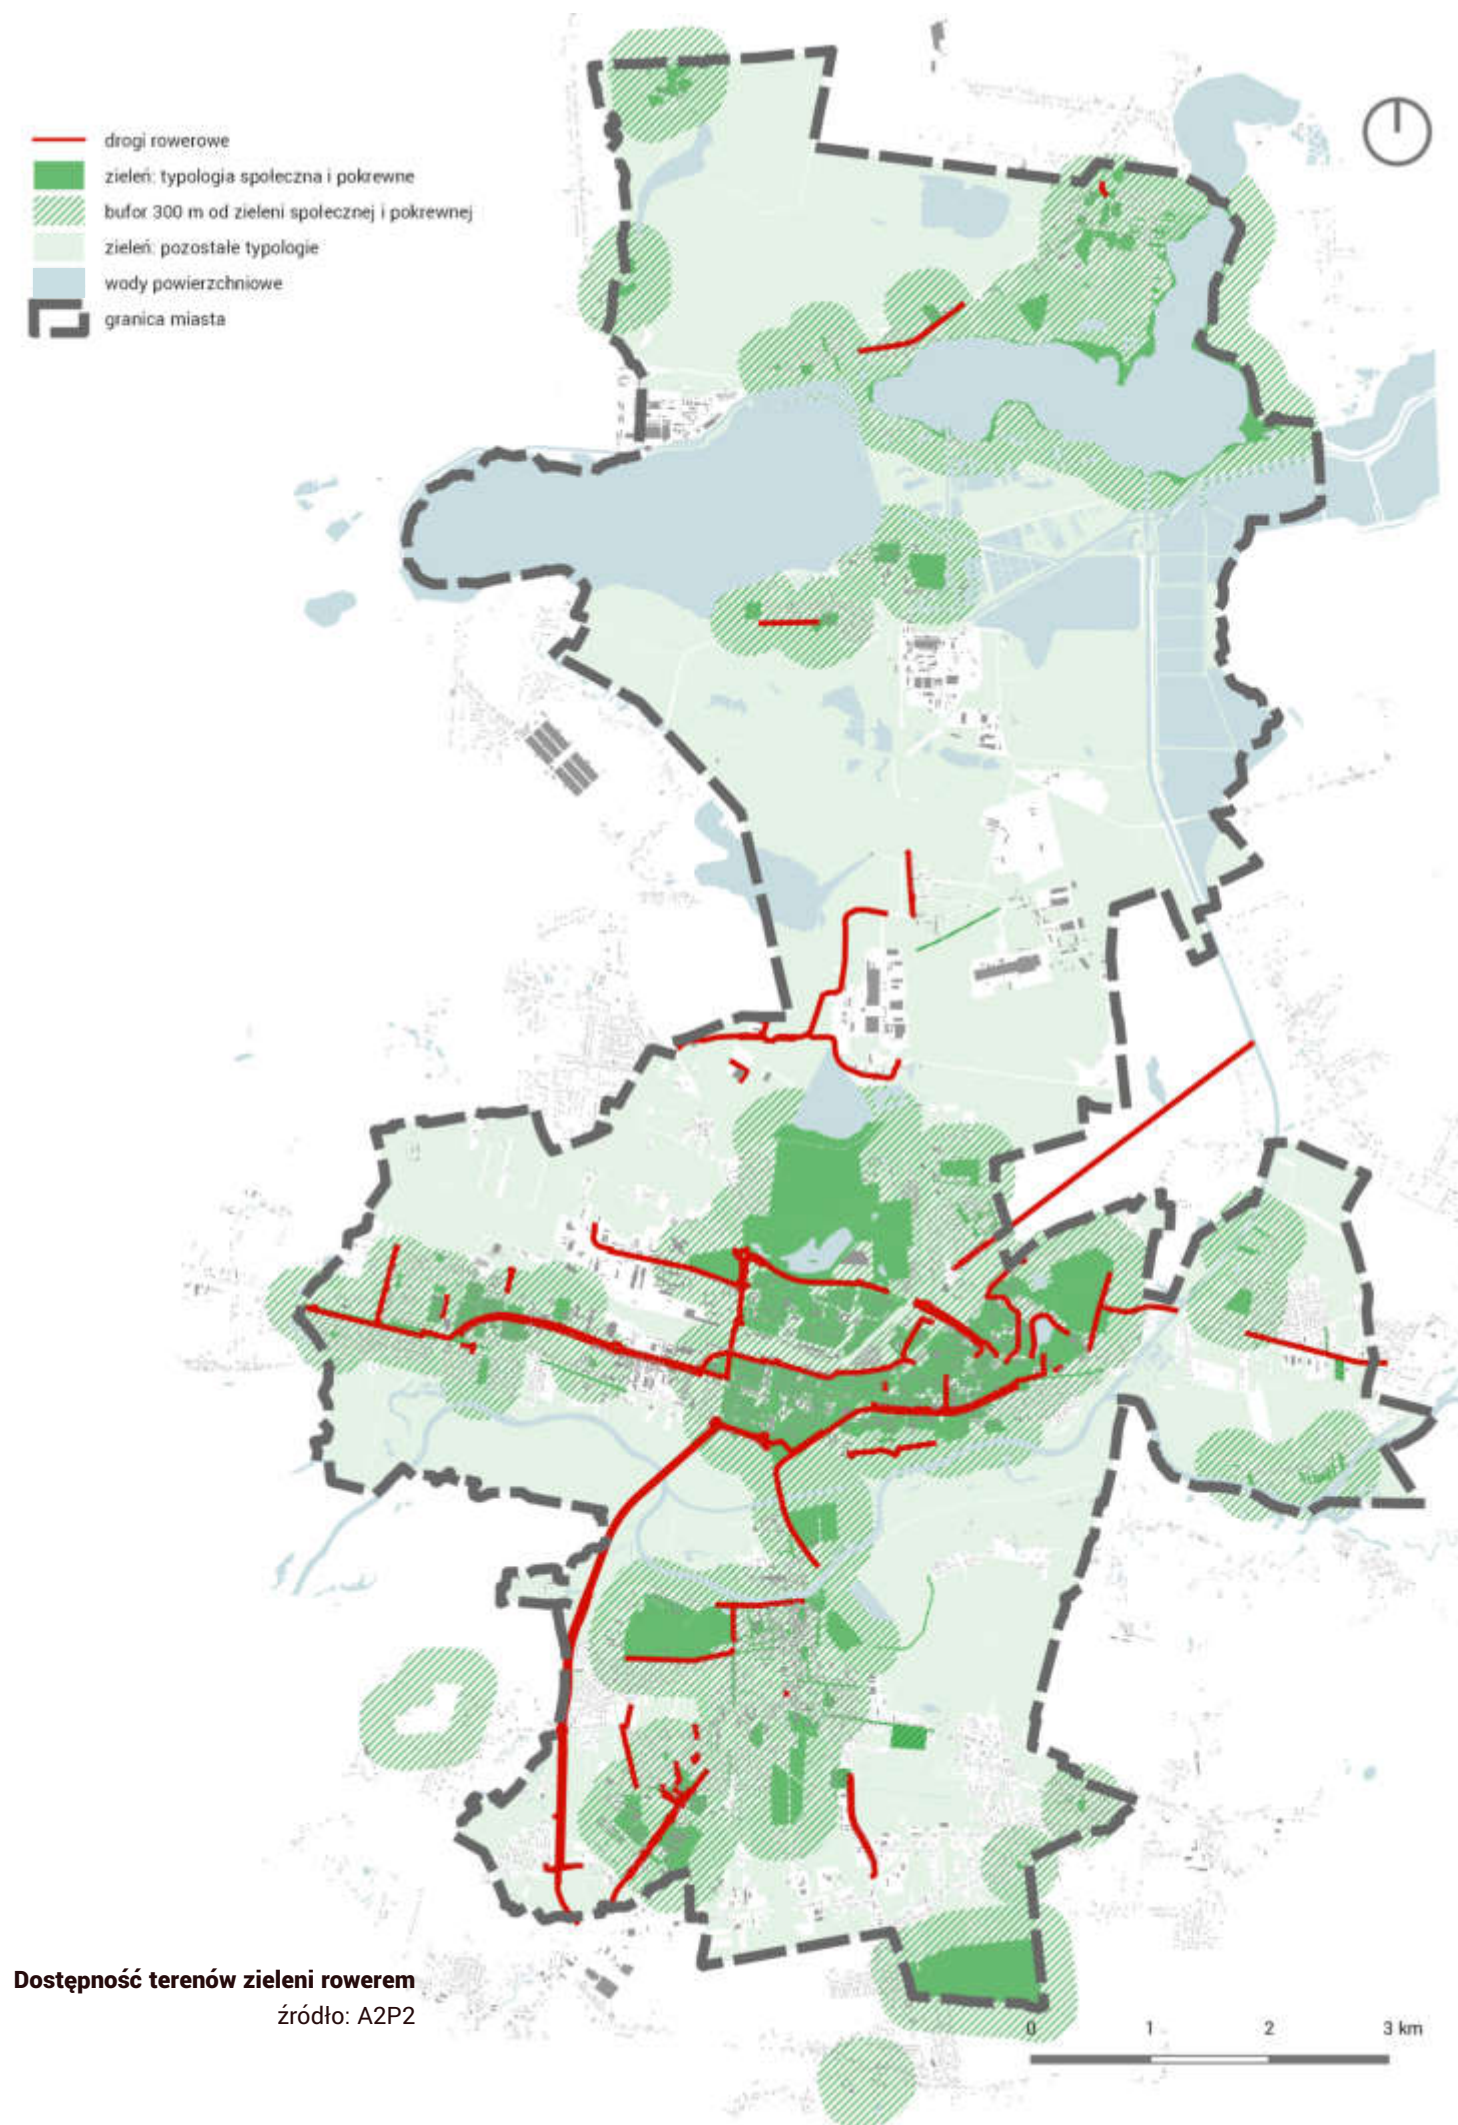 drogi rowerowe
zieleń: typologia społeczna i pokrewne
bufor 300 m od zieleni społecznej i pokrewnej
zieleń: pozostałe typologie
wody powierzchniowe
granica miasta
Dostępność terenów zieleni rowerem
źródło: A2P2
0 1 2 3 km